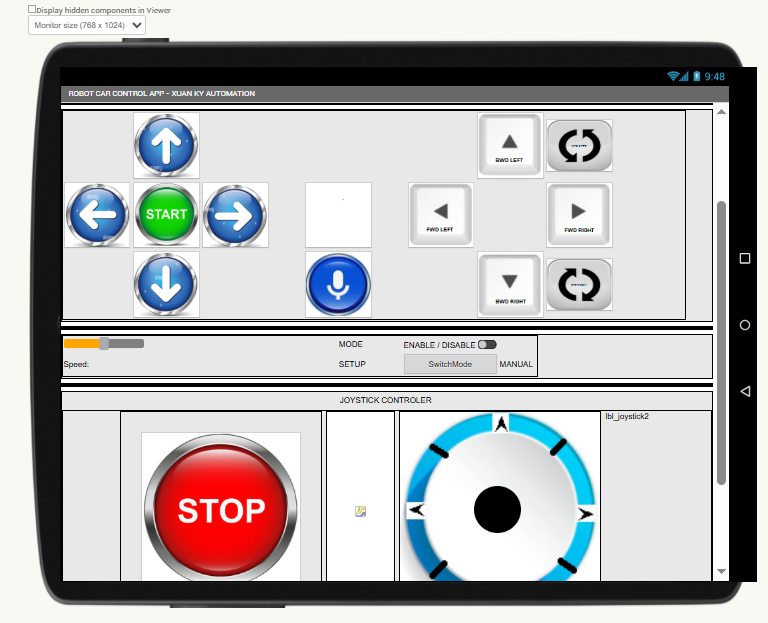 Display hidden components in Viewer
Monitor size (768 x 1024)
9:48
ROBOT CAR CONTROL APP - XUAN KY AUTOMATION
BWD LEFT
START
FWD LEFT
FWD RIGHT
BWD RIGHT
MODE
ENABLE / DISABLE
Speed:
SETUP
SwitchMode
MANUAL
JOYSTICK CONTROLER
lbl_joystick2
STOP